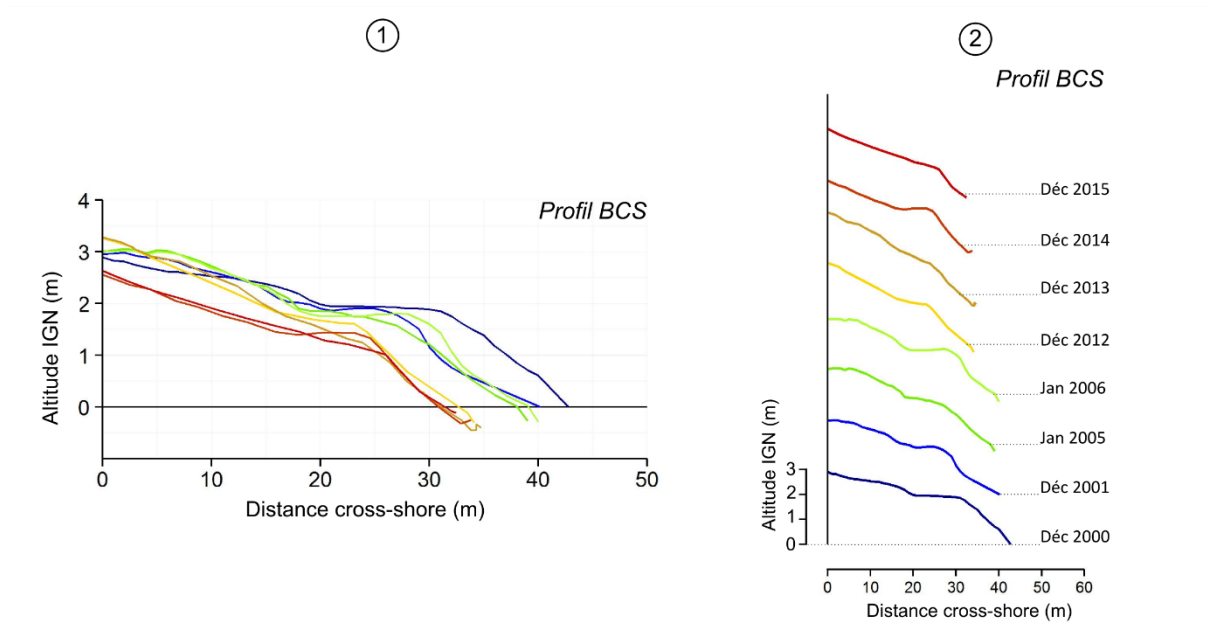 ①
Profil BCS
4
3
2
1
0
Altitude IGN (m)
0 10 20 30 40 50
Distance cross-shore (m)
②
Profil BCS
Déc 2015
Déc 2014
Déc 2013
Déc 2012
Jan 2006
Jan 2005
Déc 2001
Déc 2000
3
2
1
0
Altitude IGN (m)
0 10 20 30 40 50 60
Distance cross-shore (m)